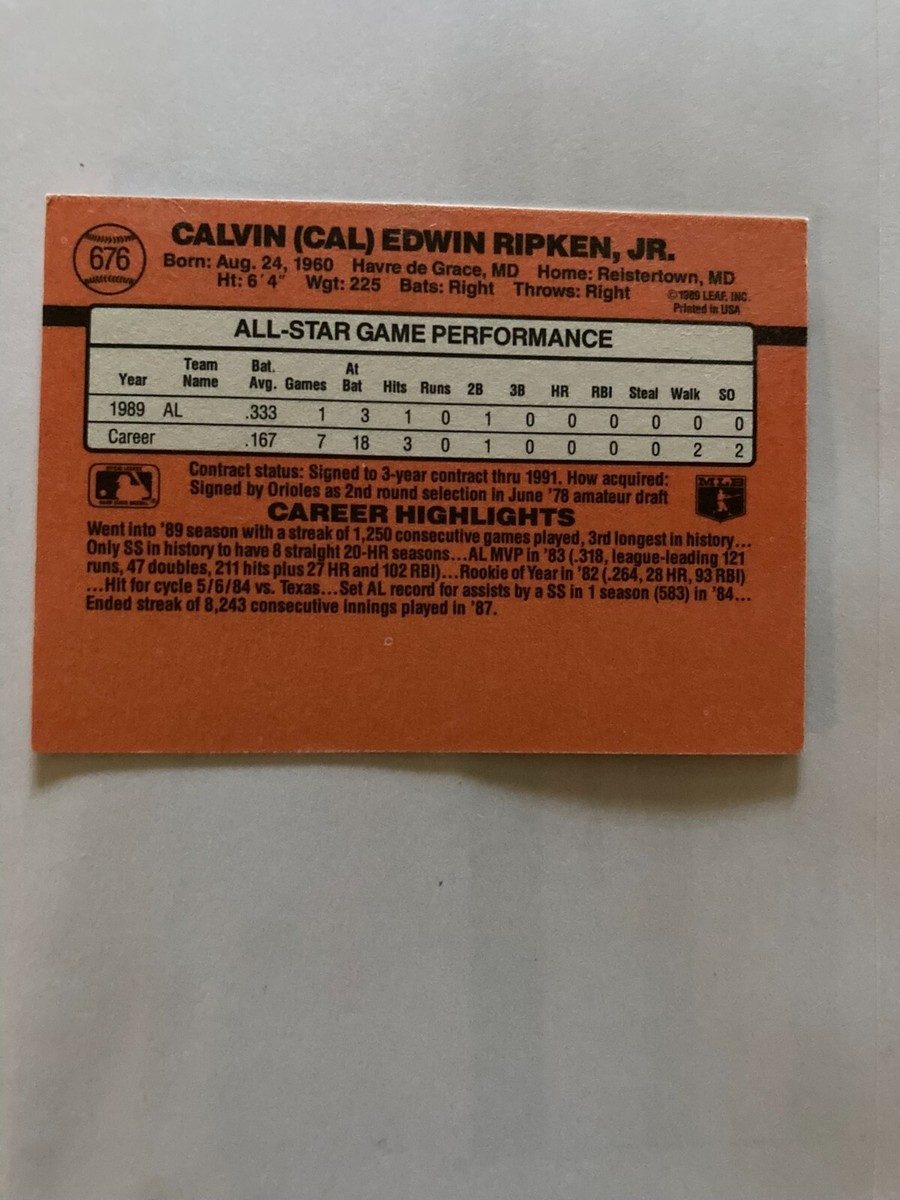 676
CALVIN (CAL) EDWIN RIPKEN, JR.
Born: Aug. 24, 1960 Havre de Grace, MD Home: Reistertown, MD
Ht: 6'4" Wgt: 225 Bats: Right Throws: Right
©1989 LEAF, INC.
Printed in USA
ALL-STAR GAME PERFORMANCE
Year Team Name Bat. Avg. Games At Bat Hits Runs 2B 3B HR RBI Steal Walk SO
1989 AL .333 1 3 1 0 1 0 0 0 0 0 0
Career .167 7 18 3 0 1 0 0 0 0 2 2
Contract status: Signed to 3-year contract thru 1991. How acquired:
Signed by Orioles as 2nd round selection in June '78 amateur draft
MLB
CAREER HIGHLIGHTS
Went into '89 season with a streak of 1,250 consecutive games played, 3rd longest in history...
Only SS in history to have 8 straight 20-HR seasons...AL MVP in '83 (.318, league-leading 121
runs, 47 doubles, 211 hits plus 27 HR and 102 RBI)...Rookie of Year in '82 (.264, 28 HR, 93 RBI)
...Hit for cycle 5/6/84 vs. Texas...Set AL record for assists by a SS in 1 season (583) in '84...
Ended streak of 8,243 consecutive innings played in '87.